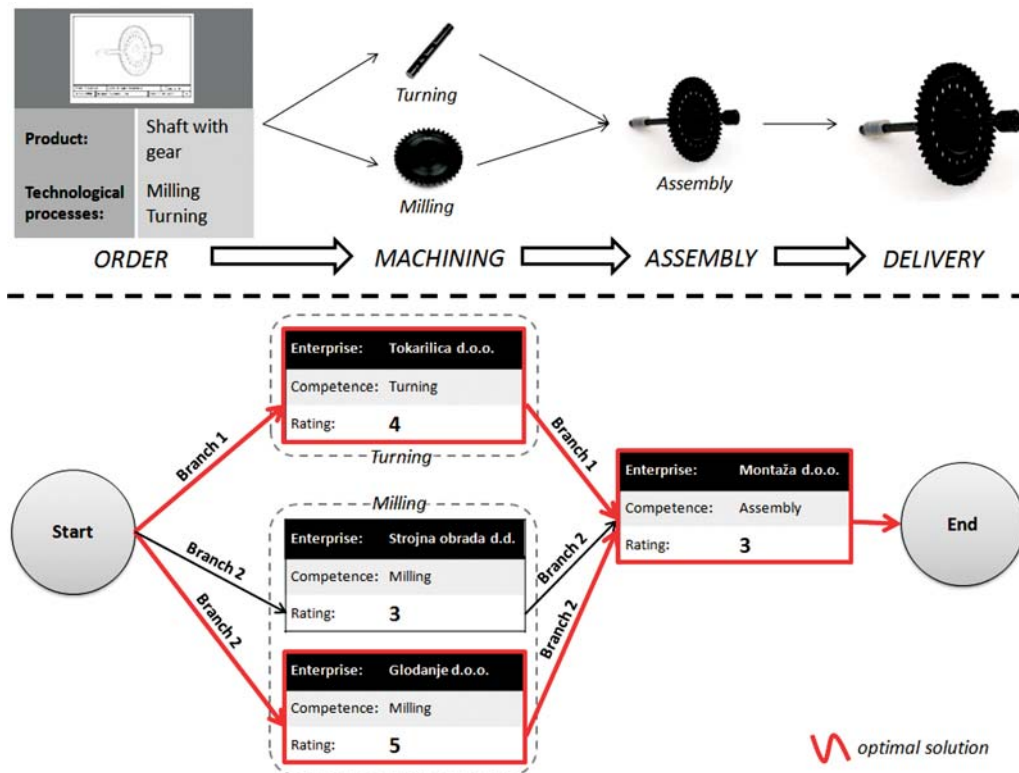 Product:
Shaft with
gear
Technological
processes:
Milling
Turning
Turning
Milling
Assembly
ORDER
MACHINING
ASSEMBLY
DELIVERY
Enterprise: Tokarilica d.o.o.
Competence: Turning
Rating: 4
Turning
Branch 1
Branch 1
Milling
Enterprise: Strojna obrada d.d.
Competence: Milling
Rating: 3
Branch 2
Branch 2
Enterprise: Glodanje d.o.o.
Competence: Milling
Rating: 5
Branch 2
Branch 2
Start
Enterprise: Montaža d.o.o.
Competence: Assembly
Rating: 3
End
optimal solution